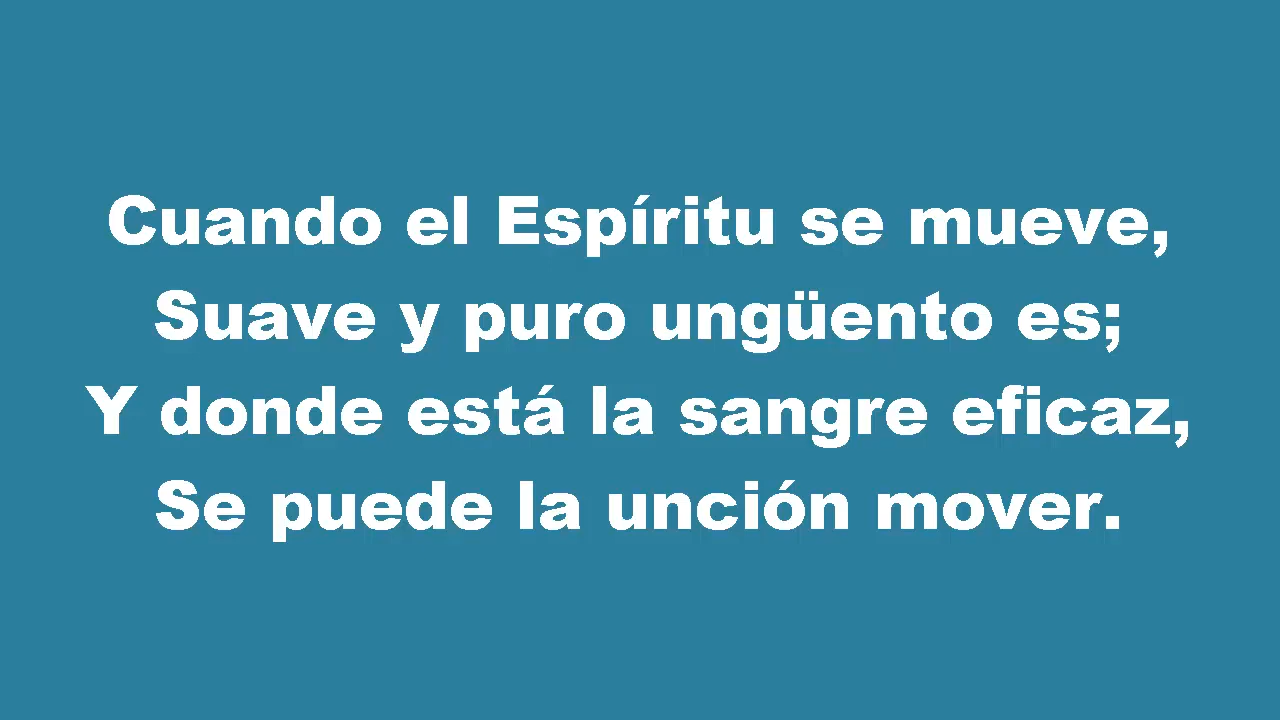 Cuando el Espíritu se mueve,
Suave y puro ungüento es;
Y donde está la sangre eficaz,
Se puede la unción mover.